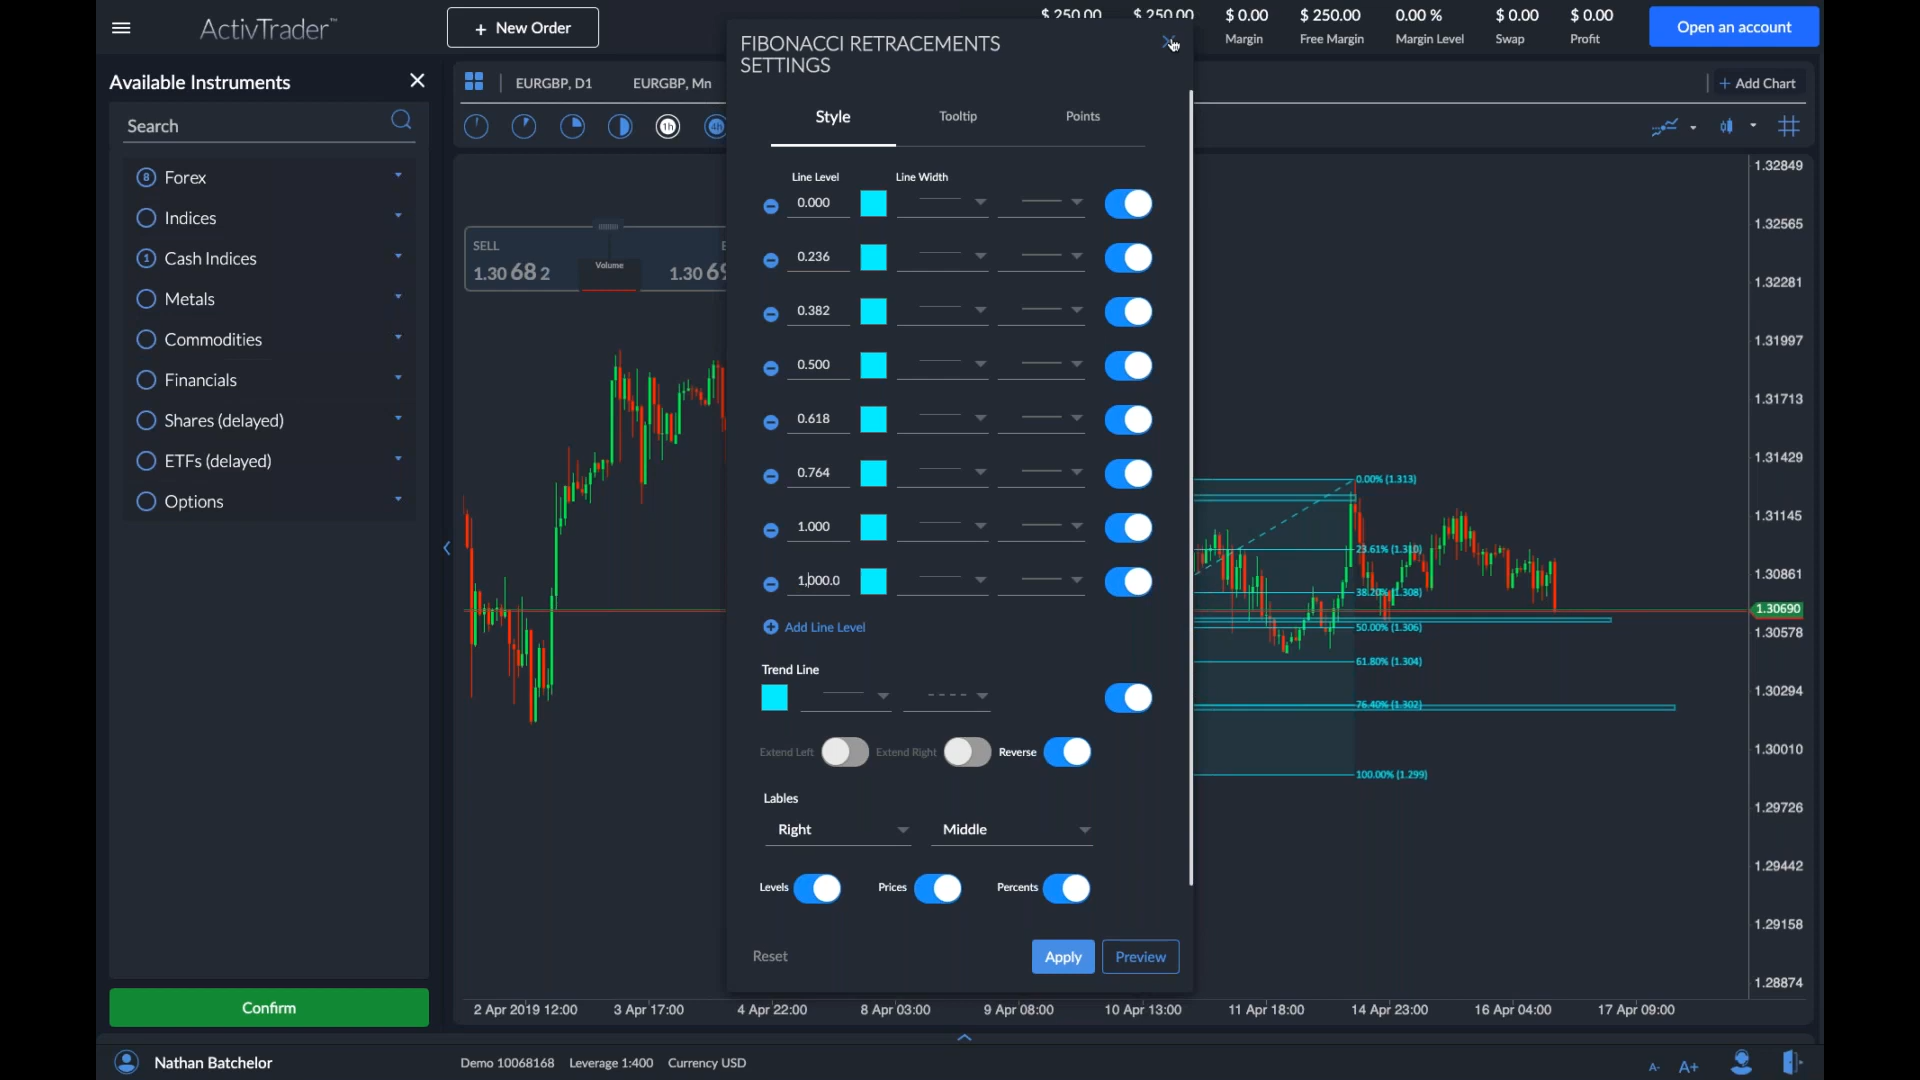 ActivTrader™
+ New Order
$ 250.00
$ 250.00
$ 0.00
Margin
$ 250.00
Free Margin
0.00 %
Margin Level
$ 0.00
Swap
$ 0.00
Profit
Open an account
Available Instruments
Search
8 Forex
Indices
1 Cash Indices
Metals
Commodities
Financials
Shares (delayed)
ETFs (delayed)
Options
Confirm
EURGBP, D1
EURGBP, Mn
+ Add Chart
1h
4h
SELL
1.30 68 2
Volume
1.30 69
FIBONACCI RETRACEMENTS
SETTINGS
Style
Tooltip
Points
Line Level
Line Width
0.000
0.236
0.382
0.500
0.618
0.764
1.000
1,000.0
Add Line Level
Trend Line
Extend Left
Extend Right
Reverse
Lables
Right
Middle
Levels
Prices
Percents
Reset
Apply
Preview
0.00% (1.313)
23.61% (1.310)
38.20% (1.308)
50.00% (1.306)
61.80% (1.304)
76.40% (1.302)
100.00% (1.299)
1.32849
1.32565
1.32281
1.31997
1.31713
1.31429
1.31145
1.30861
1.30690
1.30578
1.30294
1.30010
1.29726
1.29442
1.29158
1.28874
2 Apr 2019 12:00
3 Apr 17:00
4 Apr 22:00
8 Apr 03:00
9 Apr 08:00
10 Apr 13:00
11 Apr 18:00
14 Apr 23:00
16 Apr 04:00
17 Apr 09:00
Nathan Batchelor
Demo 10068168
Leverage 1:400
Currency USD
A-
A+